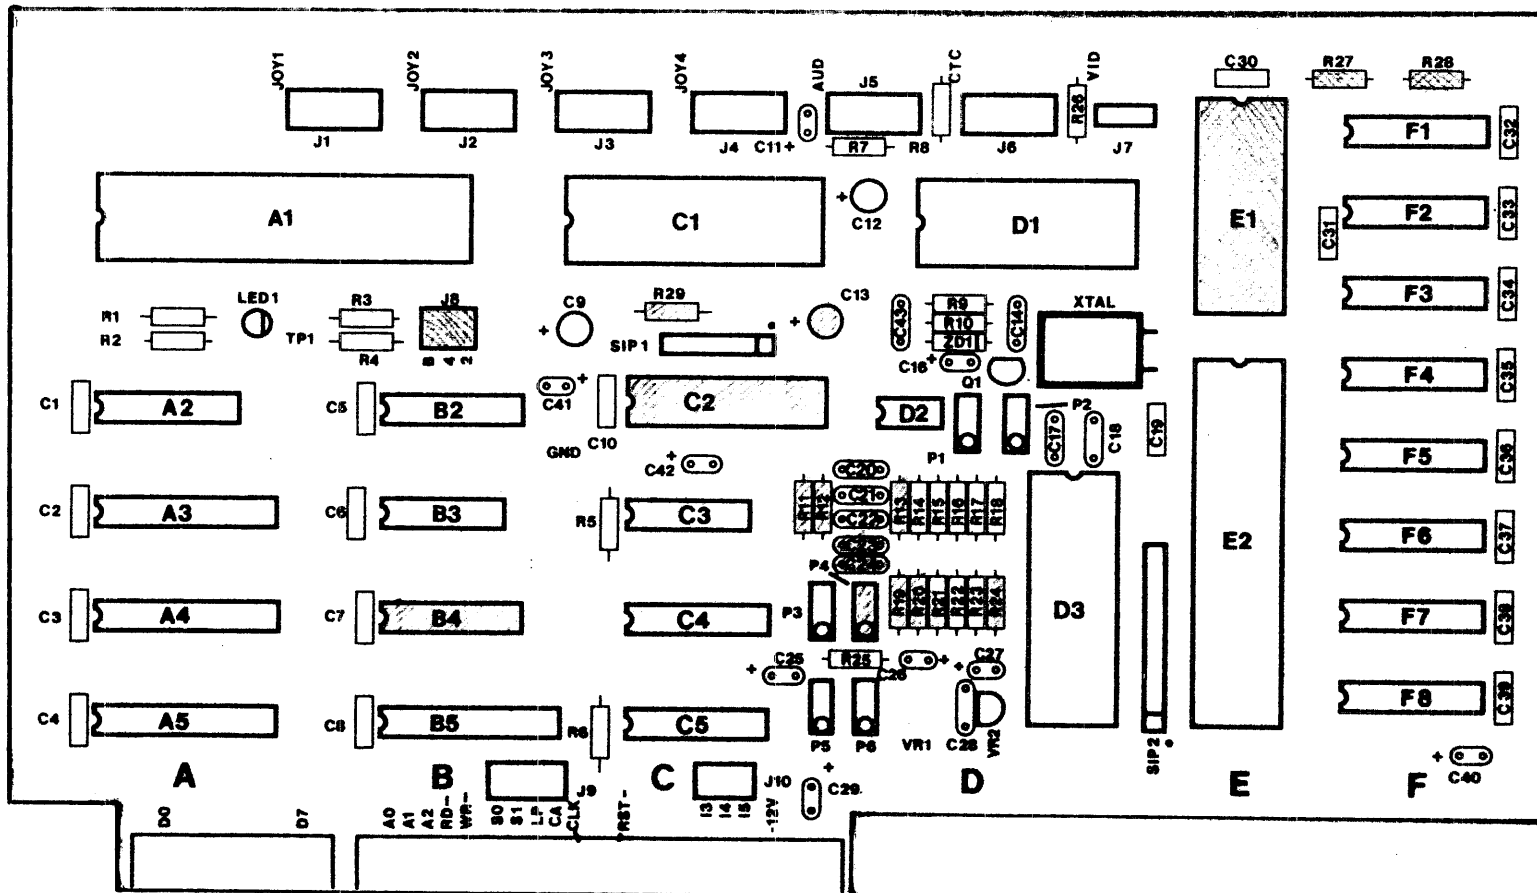 JOY1
JOY2
JOY3
JOY4
AUD
J5
CTC
VID
C30
R27
R28
J1
J2
J3
J4
C11+
R7
R8
J6
R26
J7
F1
C32
A1
C1
+
C12
D1
E1
C31
F2
C33
R1
R2
LED1
TP1
R3
R4
J8
8
4
2
C9
+
R29
SIP1
C13
+
C43
R9
R10
ZD1
C14
C16+
Q1
XTAL
F3
C34
C1
A2
C5
B2
C41
+
C10
GND
C2
C42
+
D2
P1
P2
C17
C18
C19
F4
C35
F5
C36
C2
A3
C6
B3
R5
C3
R11
R12
C20
C21
C22
R13
R14
R15
R16
R17
R18
E2
F6
C37
C3
A4
C7
B4
C4
P4
P3
C24
R19
R20
R21
R22
R23
R24
D3
F7
C38
C25
+
R25
C26
+
C27
+
C4
A5
C8
B5
R6
C5
P5
P6
VR1
C28
VR2
SIP2
F8
C39
A
B
C
D
E
F
J9
J10
+
C29
+
C40
D0
D7
A0
A1
A2
RD-
WR-
S1
LP
CA
CLK
RST-
I3
I4
I5
-12V